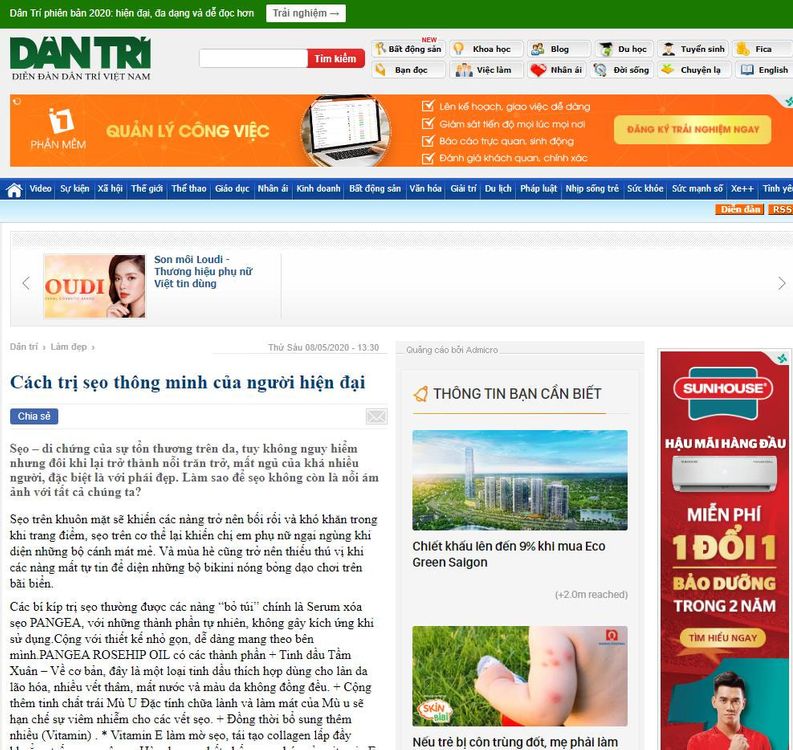 Dân Trí phiên bản 2020: hiện đại, đa dạng và dễ đọc hơn
Trải nghiệm →
DÂN TRÍ
DIỄN ĐÀN DÂN TRÍ VIỆT NAM
Tìm kiếm
NEW
Bất động sản
Khoa học
Blog
Du học
Tuyển sinh
Fica
Bạn đọc
Việc làm
Nhân ái
Đời sống
Chuyện lạ
English
1
PHẦN MỀM
QUẢN LÝ CÔNG VIỆC
Lên kế hoạch, giao việc dễ dàng
Giám sát tiến độ mọi lúc mọi nơi
Báo cáo trực quan, sinh động
Đánh giá khách quan, chính xác
ĐĂNG KÝ TRẢI NGHIỆM NGAY
Video Sự kiện Xã hội Thế giới Thể thao Giáo dục Nhân ái Kinh doanh Bất động sản Văn hóa Giải trí Du lịch Pháp luật Nhịp sống trẻ Sức khỏe Sức mạnh số Xe++ Tình yê
Diễn đàn RSS
OUDI
Son môi Loudi -
Thương hiệu phụ nữ
Việt tin dùng
Dân trí › Làm đẹp ›
Thứ Sáu 08/05/2020 - 13:30
Cách trị sẹo thông minh của người hiện đại
Chia sẻ
Sẹo – di chứng của sự tổn thương trên da, tuy không nguy hiểm
nhưng đôi khi lại trở thành nỗi trăn trở, mất ngủ của khá nhiều
người, đặc biệt là với phái đẹp. Làm sao để sẹo không còn là nỗi ám
ảnh với tất cả chúng ta?
Sẹo trên khuôn mặt sẽ khiến các nàng trở nên bối rối và khó khăn trong
khi trang điểm, sẹo trên cơ thể lại khiến chị em phụ nữ ngại ngùng khi
diện những bộ cánh mát mẻ. Và mùa hè cũng trở nên thiếu thú vị khi
các nàng mất tự tin để diện những bộ bikini nóng bỏng dạo chơi trên
bãi biển.
Các bí kíp trị sẹo thường được các nàng “bỏ túi” chính là Serum xóa
sẹo PANGEA, với những thành phần tự nhiên, không gây kích ứng khi
sử dụng.Cộng với thiết kế nhỏ gọn, dễ dàng mang theo bên
mình.PANGEA ROSEHIP OIL có các thành phần + Tinh dầu Tầm
Xuân – Về cơ bản, đây là một loại tinh dầu thích hợp dùng cho làn da
lão hóa, nhiều vết thâm, mất nước và màu da không đồng đều. + Cộng
thêm tinh chất trái Mù U Đặc tính chữa lành và làm mát của Mù u sẽ
hạn chế sự viêm nhiễm cho các vết sẹo. + Đồng thời bổ sung thêm
nhiều (Vitamin) . * Vitamin E làm mờ sẹo, tái tạo collagen lấp đầy
Quảng cáo bởi Admicro
THÔNG TIN BẠN CẦN BIẾT
Chiết khấu lên đến 9% khi mua Eco
Green Saigon
(+2.0m reached)
SKIN
BiBi
Nếu trẻ bị côn trùng đốt, mẹ phải làm
SUNHOUSE®
HẬU MÃI HÀNG ĐẦU
MIỄN PHÍ
1 ĐỔI 1
BẢO DƯỠNG
TRONG 2 NĂM
TÌM HIỂU NGAY